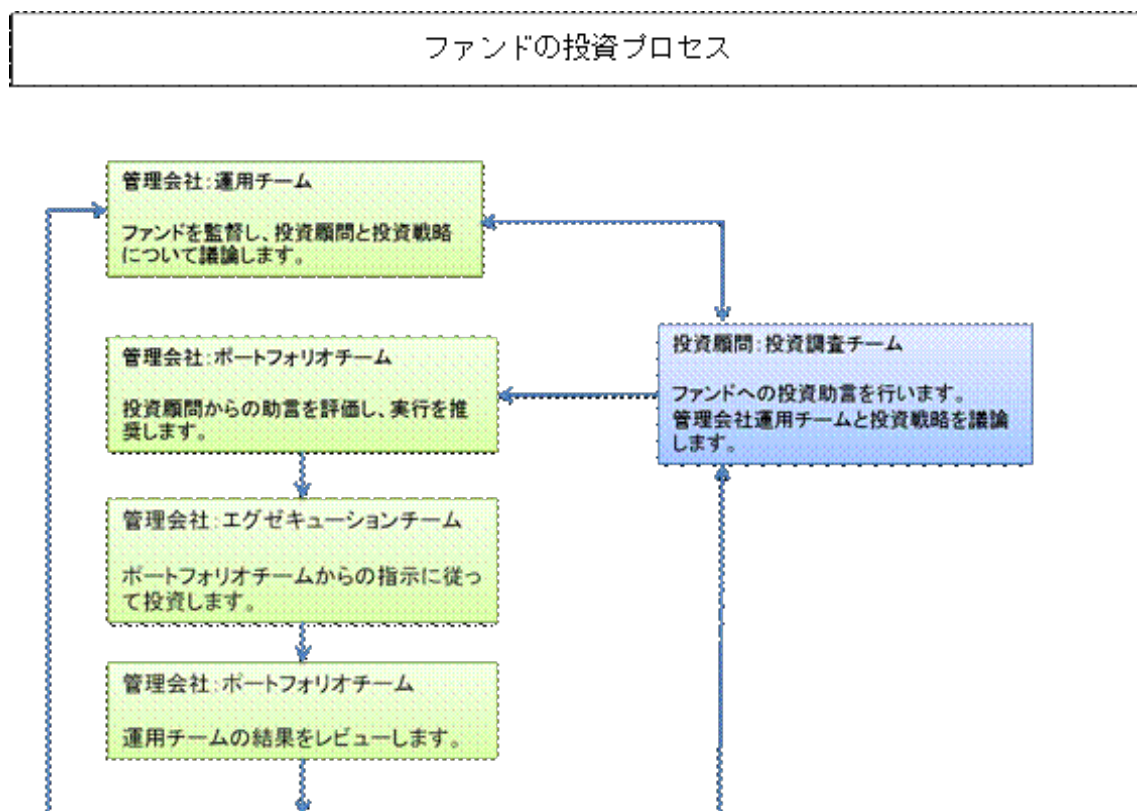 ファンドの投資プロセス
管理会社:運用チーム
ファンドを監督し、投資顧問と投資戦略
について議論します。
管理会社:ポートフォリオチーム
投資顧問からの助言を評価し、実行を推
奨します。
投資顧問:投資調査チーム
ファンドへの投資助言を行います。
管理会社運用チームと投資戦略を議論
します。
管理会社:エグゼキューションチーム
ポートフォリオチームからの指示に従っ
て投資します。
管理会社:ポートフォリオチーム
運用チームの結果をレビューします。